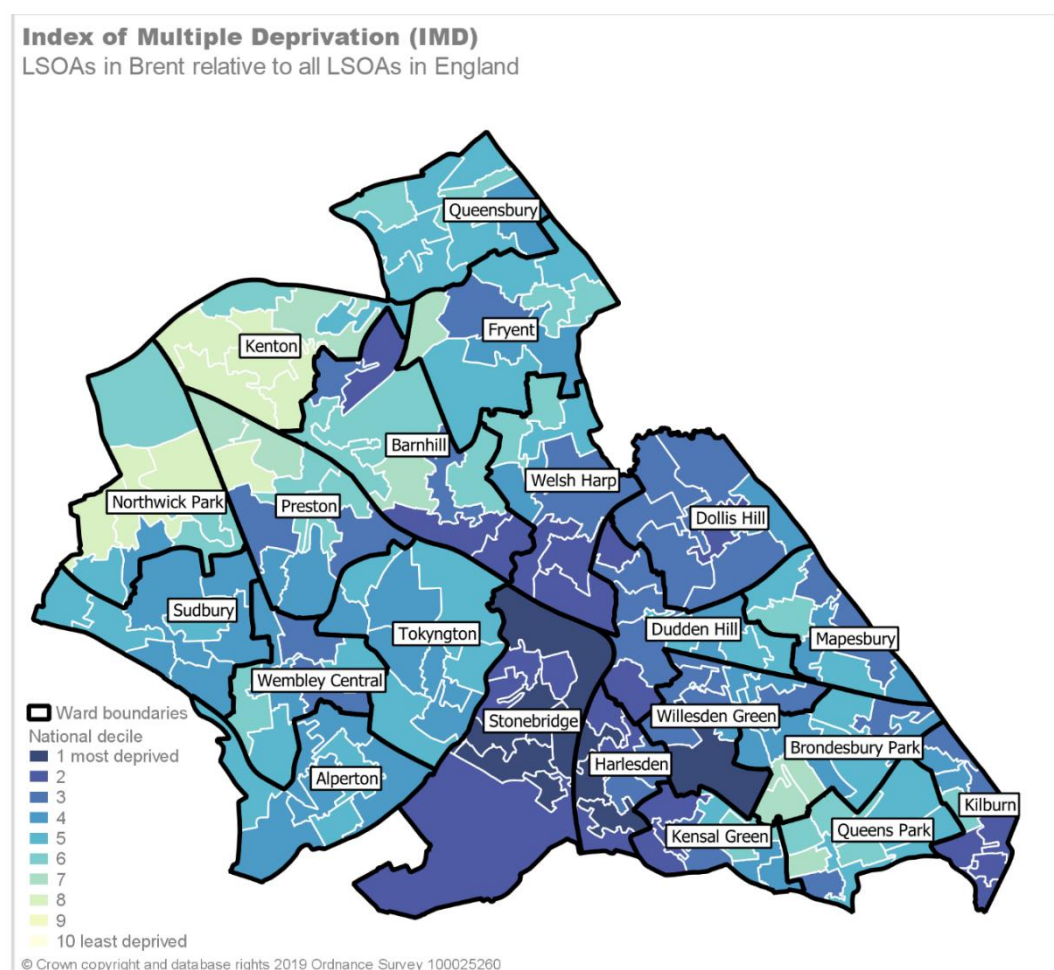 Index of Multiple Deprivation (IMD)
LSOAs in Brent relative to all LSOAs in England
Queensbury
Fryent
Kenton
Barnhill
Welsh Harp
Northwick Park
Preston
Dollis Hill
Sudbury
Tokyngton
Dudden Hill
Mapesbury
Wembley Central
Stonebridge
Willesden Green
Harlesden
Brondesbury Park
Alperton
Kilburn
Kensal Green
Queens Park
Ward boundaries
National decile
1 most deprived
2
3
4
5
6
7
8
9
10 least deprived
© Crown copyright and database rights 2019 Ordnance Survey 100025260